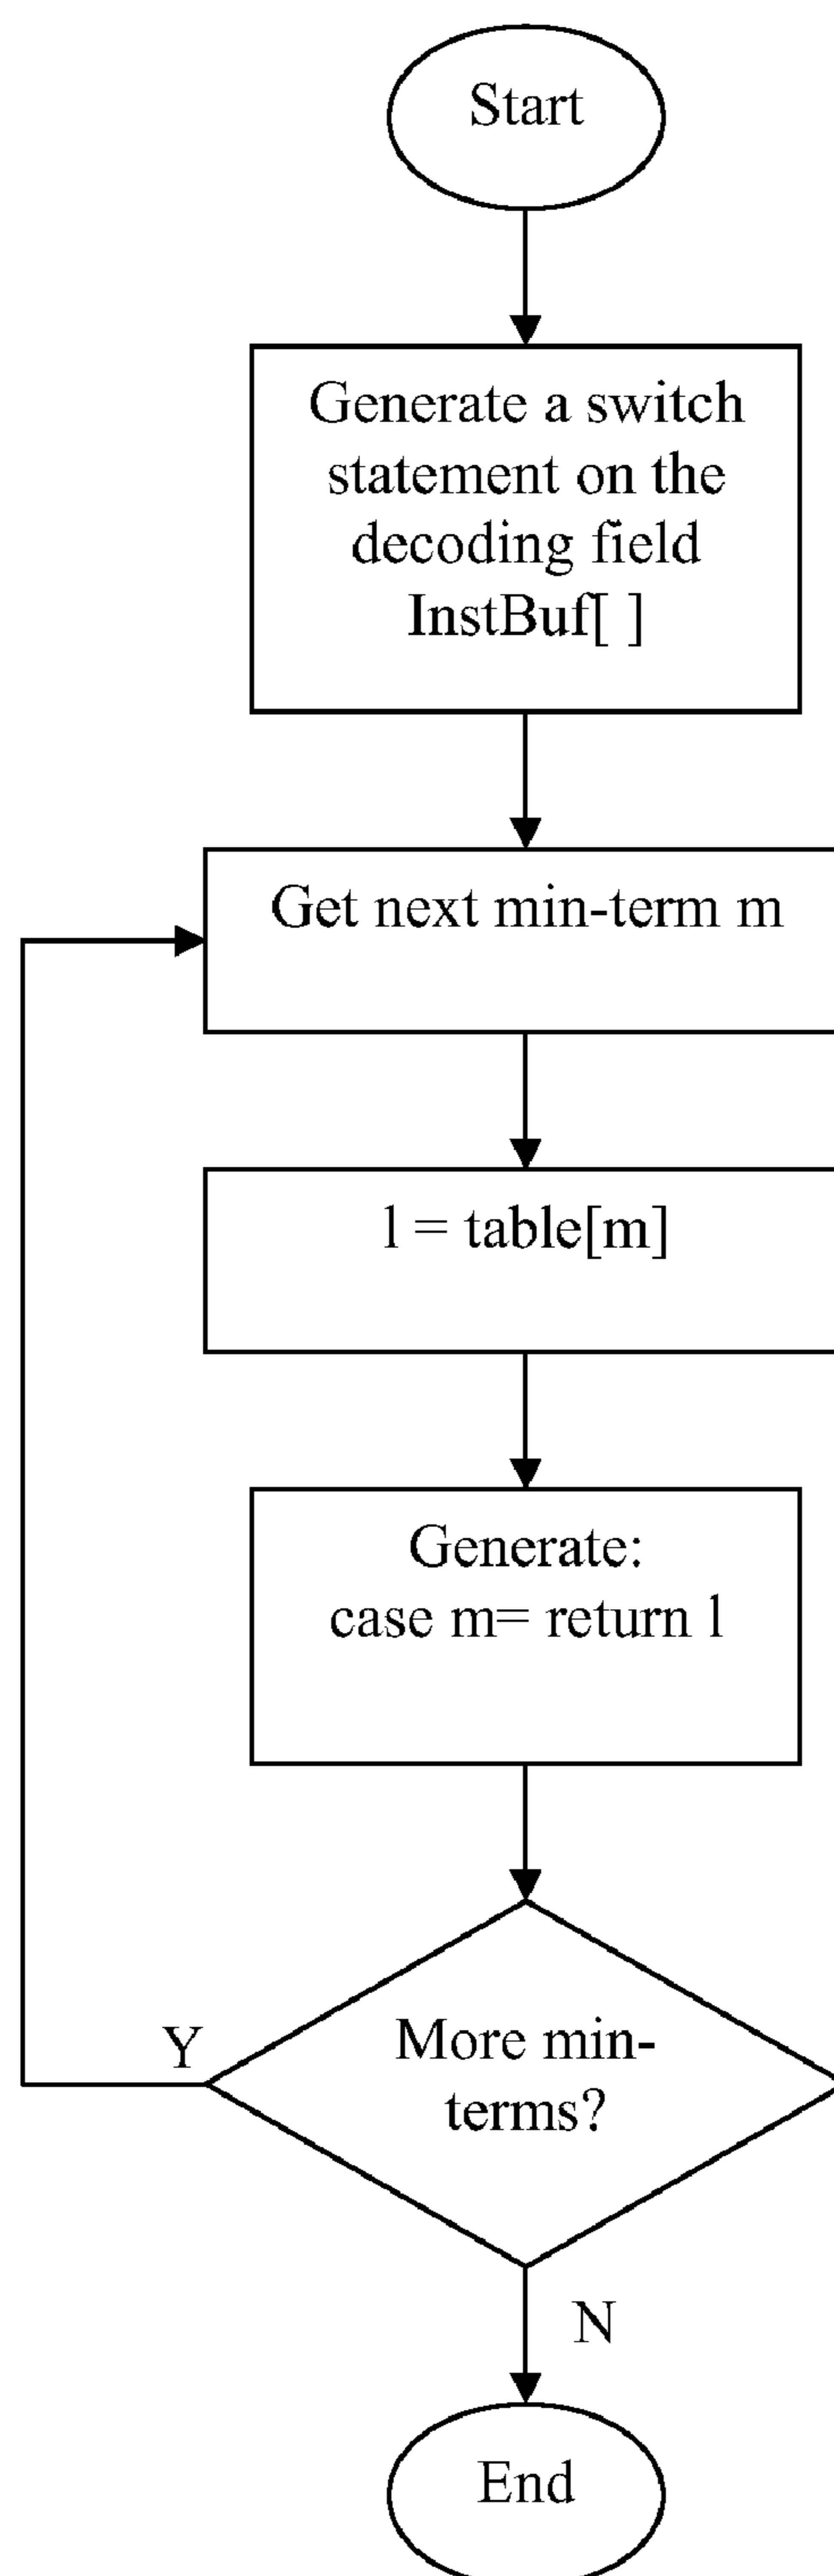 Start
Generate a switch
statement on the
decoding field
InstBuf[ ]
Get next min-term m
l = table[m]
Generate:
case m= return l
More min-
terms?
Y
N
End